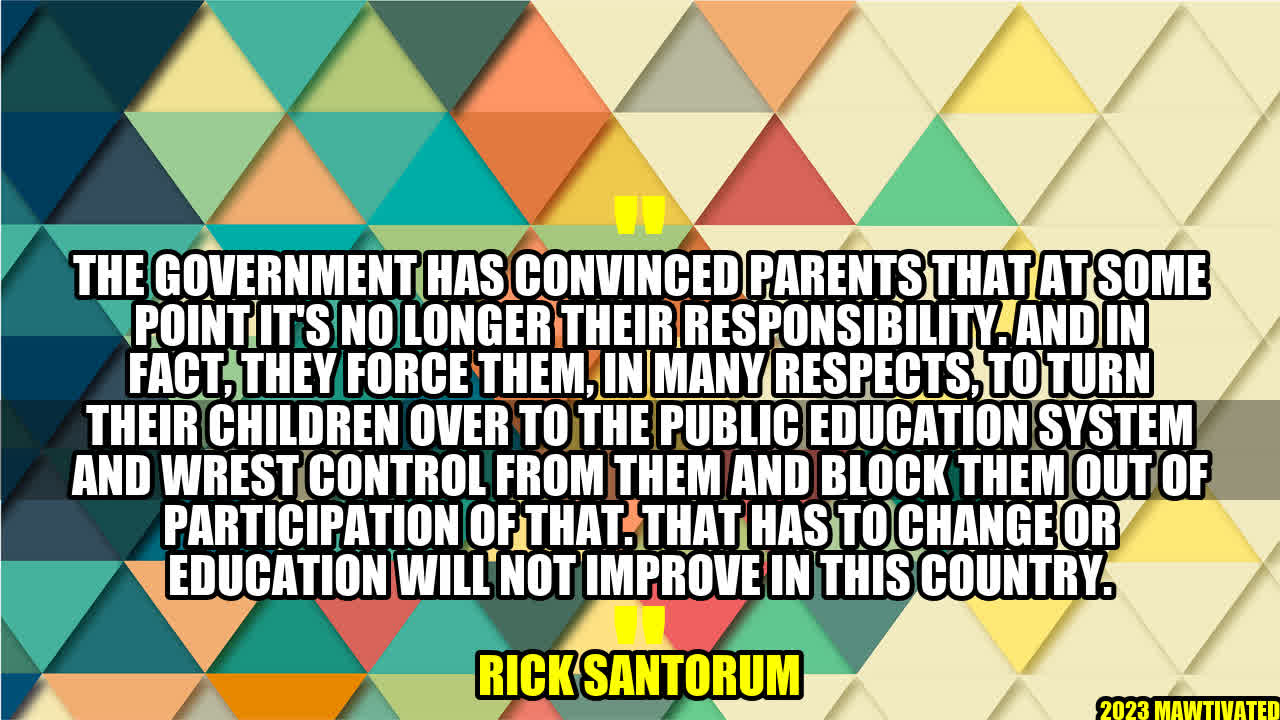 "
THE GOVERNMENT HAS CONVINCED PARENTS THAT AT SOME
POINT IT'S NO LONGER THEIR RESPONSIBILITY. AND IN
FACT, THEY FORCE THEM, IN MANY RESPECTS, TO TURN
THEIR CHILDREN OVER TO THE PUBLIC EDUCATION SYSTEM
AND WREST CONTROL FROM THEM AND BLOCK THEM OUT OF
PARTICIPATION OF THAT. THAT HAS TO CHANGE OR
EDUCATION WILL NOT IMPROVE IN THIS COUNTRY.
"
RICK SANTORUM
2023 MAWTIVATED